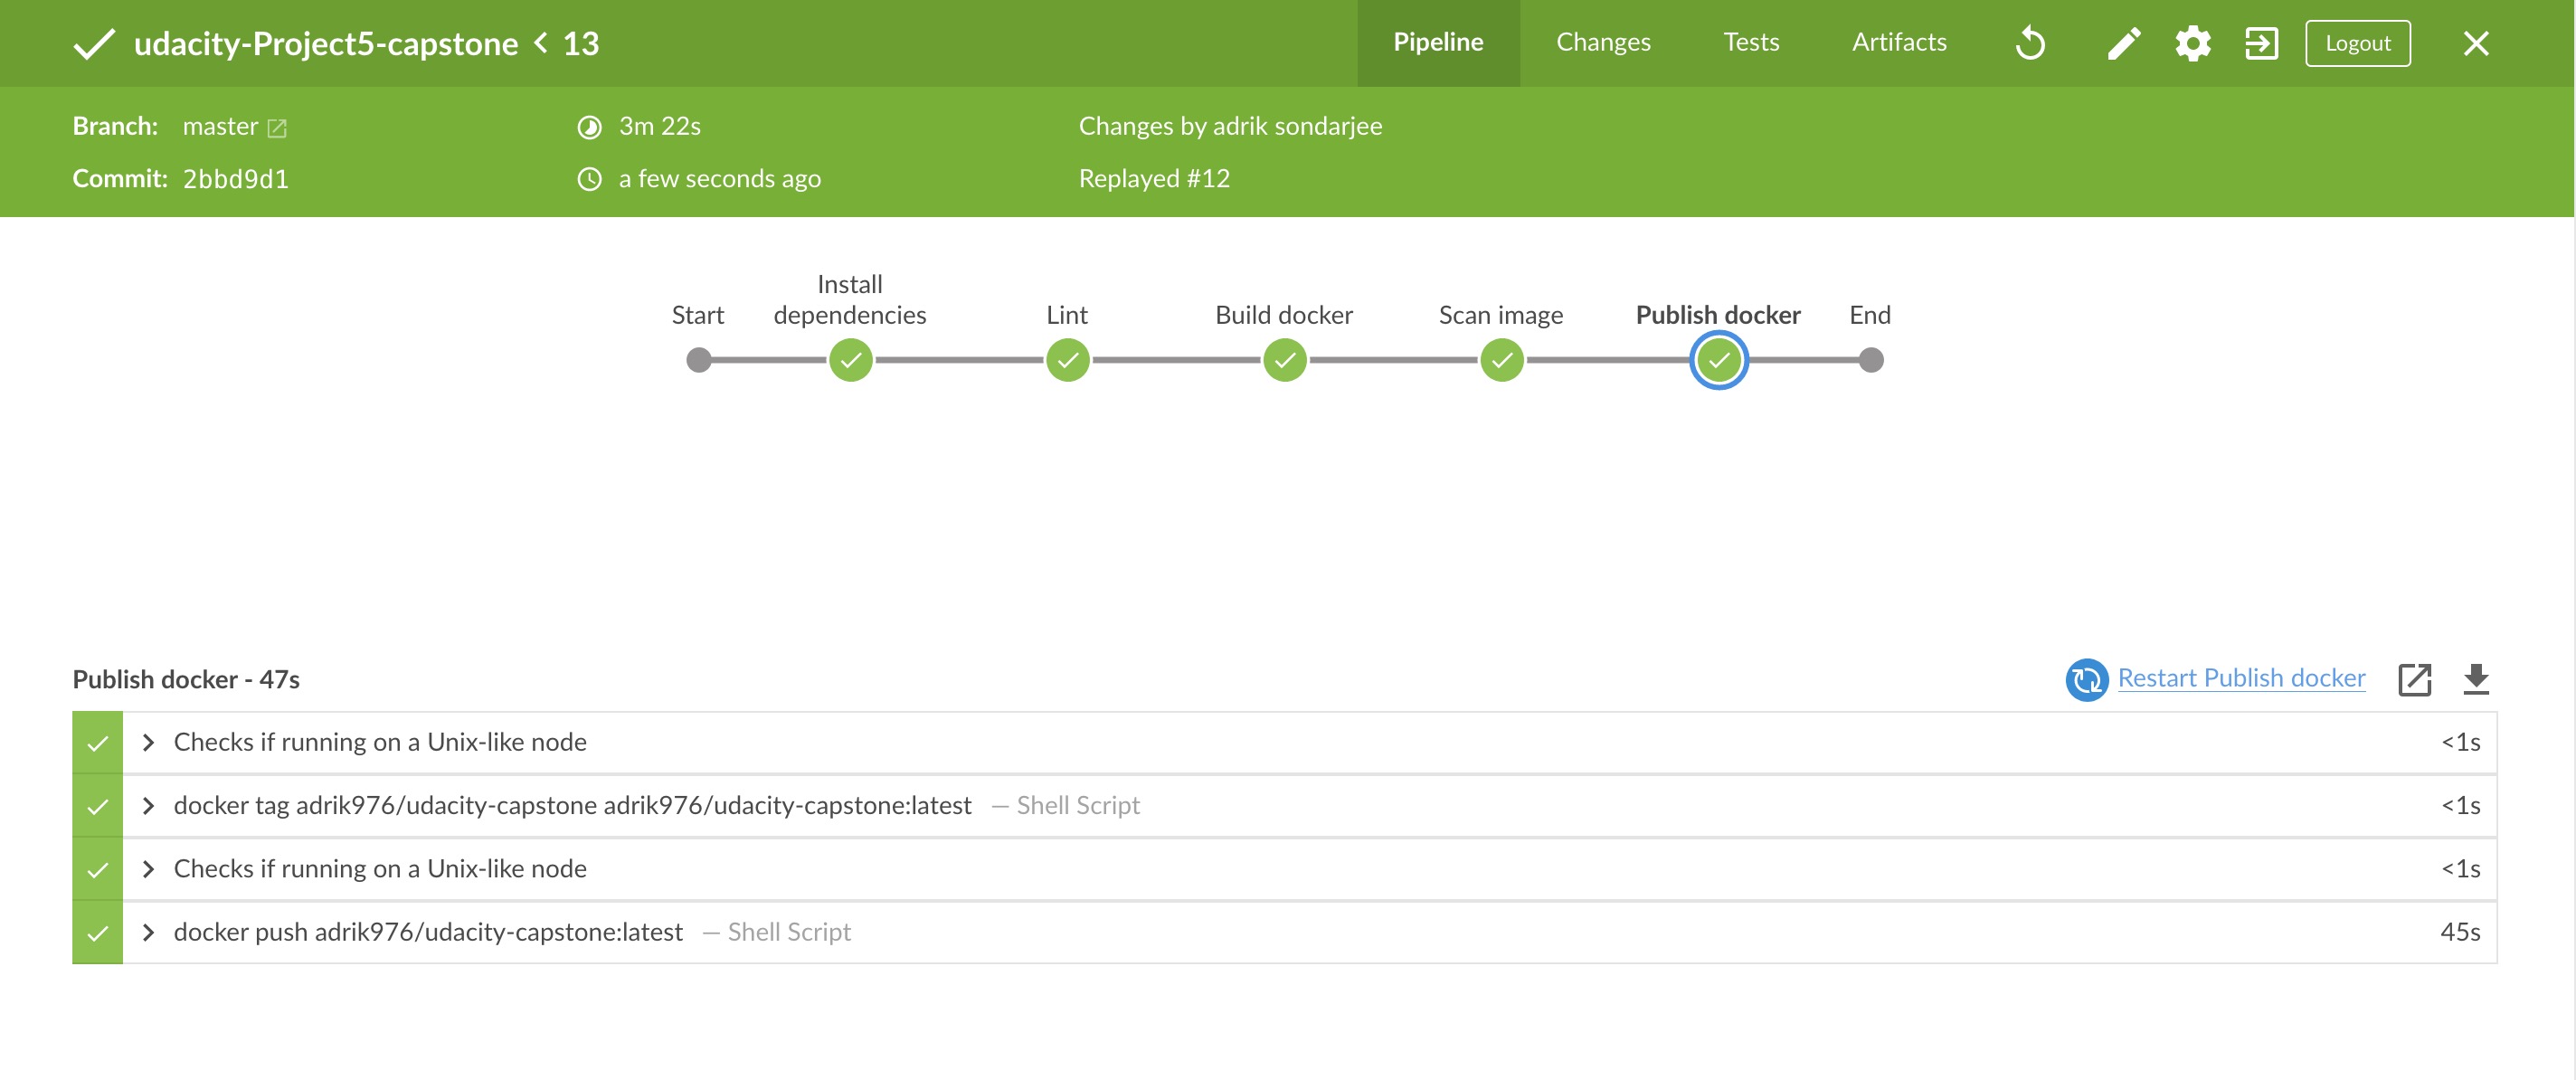 udacity-Project5-capstone < 13
Pipeline
Changes
Tests
Artifacts
Logout
Branch: master
3m 22s
Changes by adrik sondarjee
Commit: 2bbd9d1
a few seconds ago
Replayed #12
Start
Install dependencies
Lint
Build docker
Scan image
Publish docker
End
Publish docker - 47s
Restart Publish docker
Checks if running on a Unix-like node <1s
docker tag adrik976/udacity-capstone adrik976/udacity-capstone:latest — Shell Script <1s
Checks if running on a Unix-like node <1s
docker push adrik976/udacity-capstone:latest — Shell Script 45s